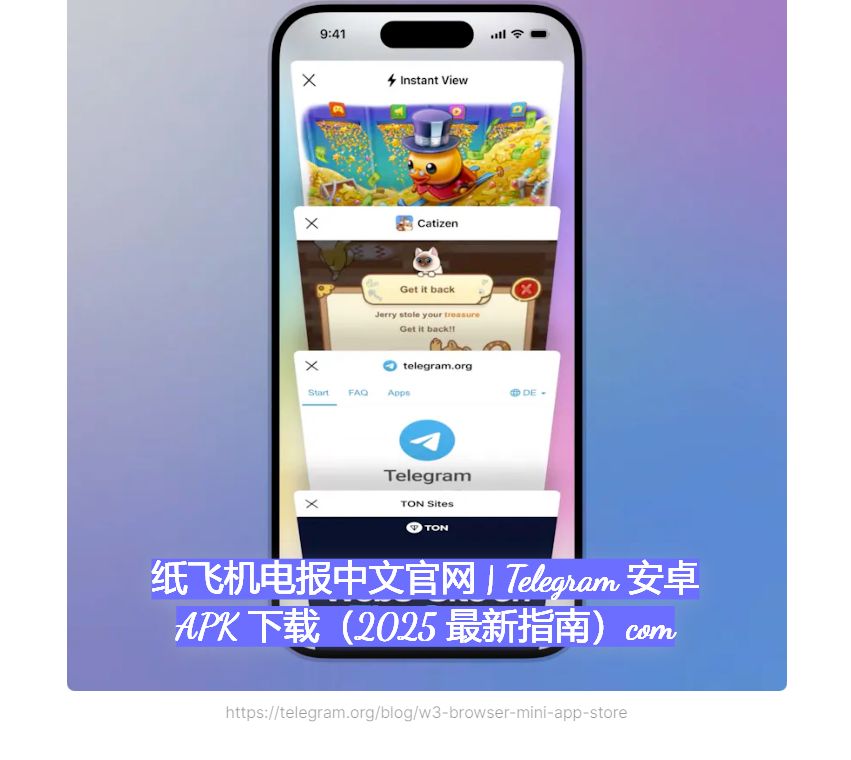 9:41
Instant View
Catizen
Get it back
Jerry stole your treasure
Get it back!!
telegram.org
Start FAQ Apps DE
Telegram
TON Sites
TON
纸飞机电报中文官网 | Telegram 安卓
APK 下载（2025 最新指南）com
https://telegram.org/blog/w3-browser-mini-app-store